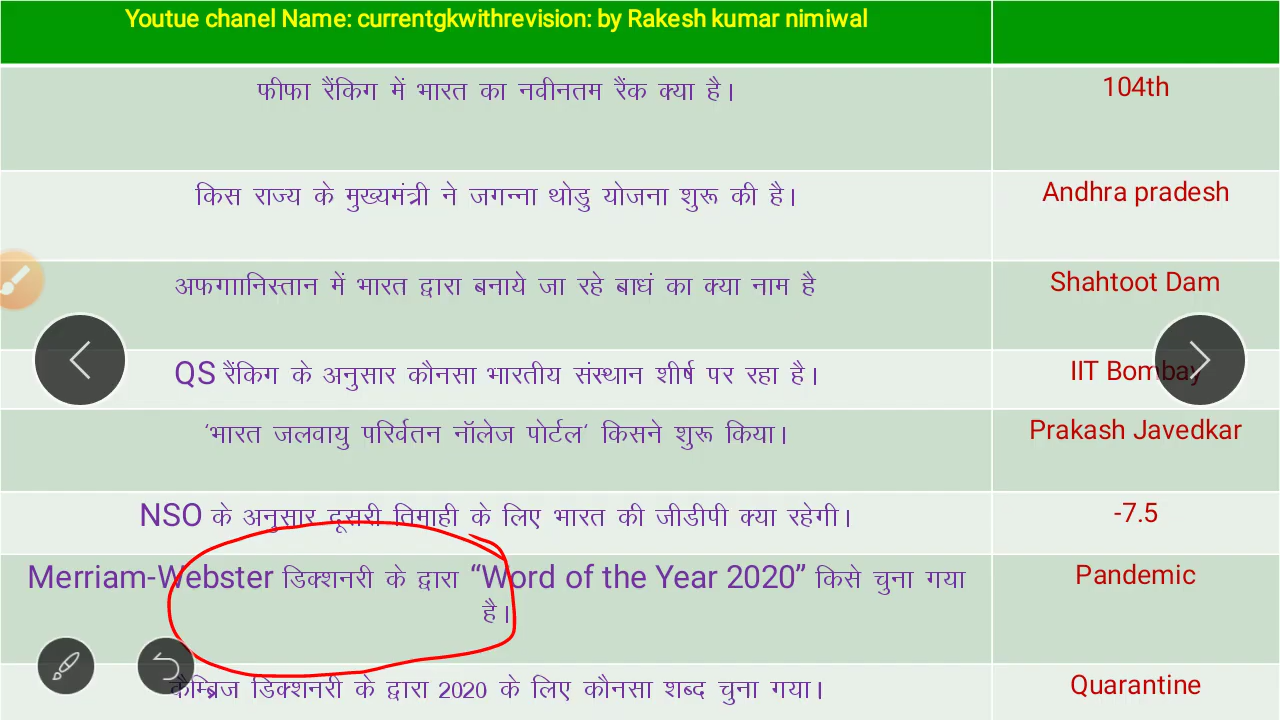 Youtue chanel Name: currentgkwithrevision: by Rakesh kumar nimiwal
फीफा रैंकिग में भारत का नवीनतम रैंक क्या है।
104th
किस राज्य के मुख्यमंत्री ने जगन्ना थोडु योजना शुरू की है।
Andhra pradesh
अफगाानिस्तान में भारत द्वारा बनाये जा रहे बाधं का क्या नाम है
Shahtoot Dam
QS रैंकिग के अनुसार कौनसा भारतीय संस्थान शीर्ष पर रहा है।
IIT Bombay
‘भारत जलवायु परिर्वतन नॉलेज पोर्टल’ किसने शुरू किया।
Prakash Javedkar
NSO के अनुसार दूसरी तिमाही के लिए भारत की जीडीपी क्या रहेगी।
-7.5
Merriam-Webster डिक्शनरी के द्वारा “Word of the Year 2020” किसे चुना गया
है।
Pandemic
कैम्ब्रिज डिक्शनरी के द्वारा 2020 के लिए कौनसा शब्द चुना गया।
Quarantine